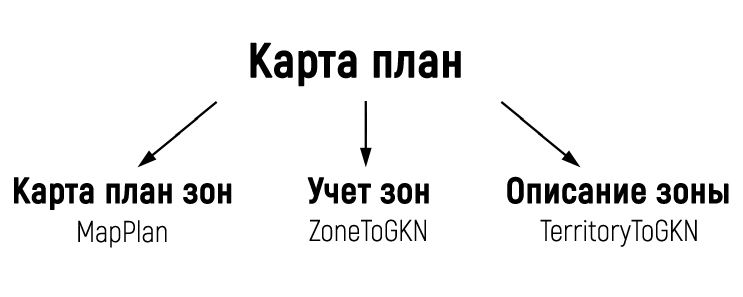 Карта план
Карта план зон
MapPlan
Учет зон
ZoneToGKN
Описание зоны
TerritoryToGKN